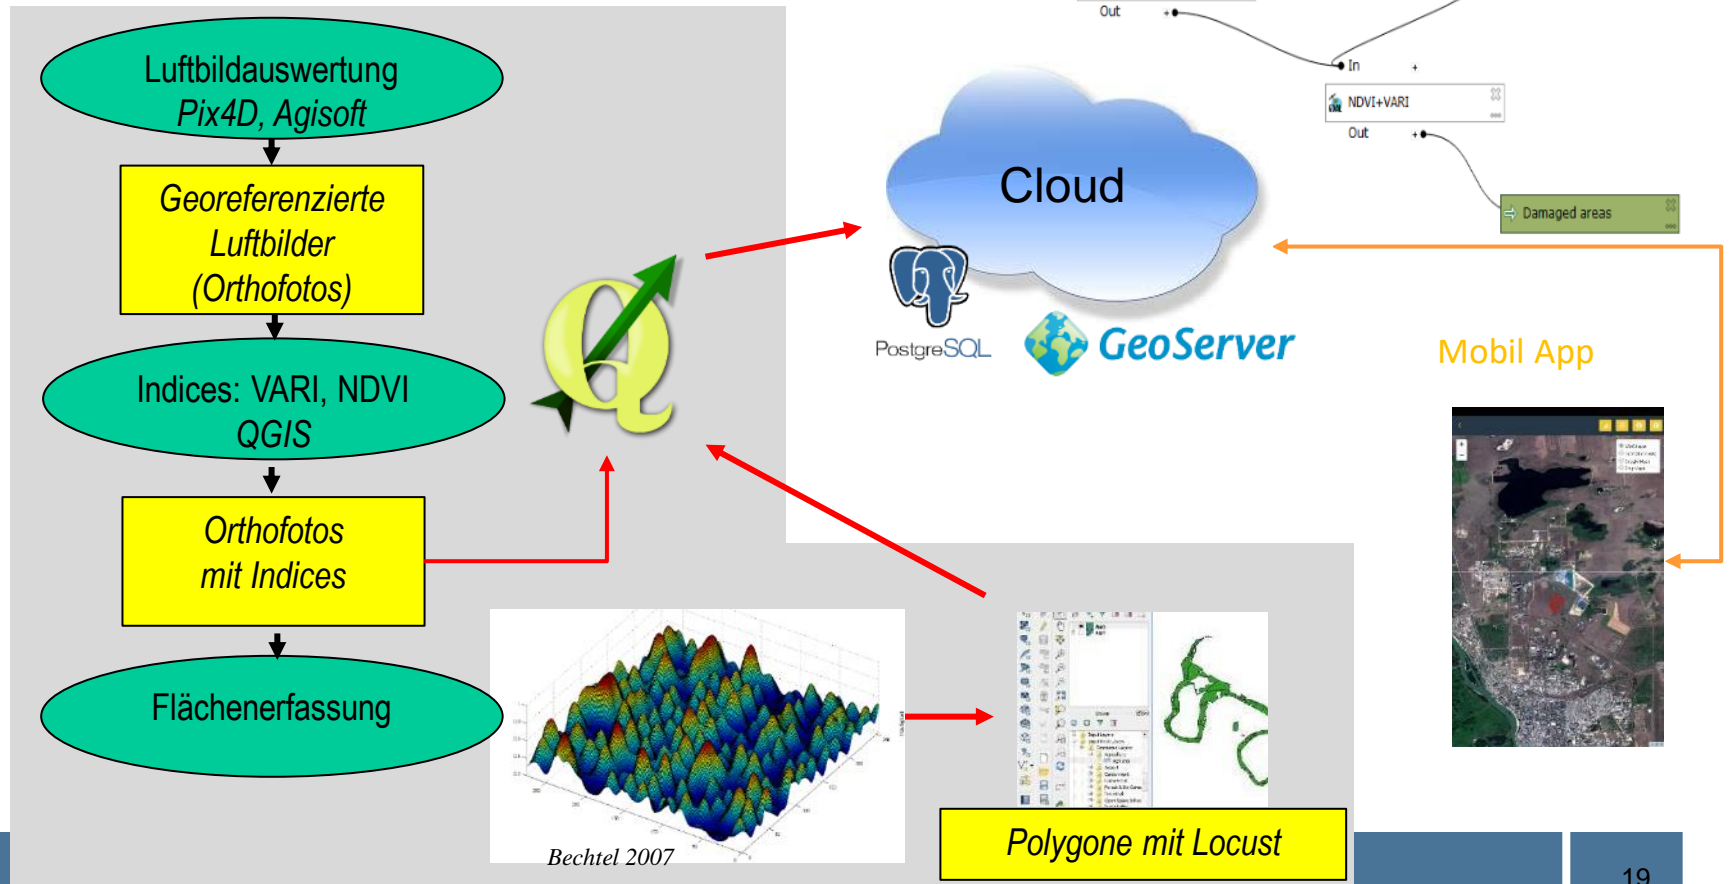 Luftbildauswertung
Pix4D, Agisoft
Georeferenzierte
Luftbilder
(Orthofotos)
Indices: VARI, NDVI
QGIS
Orthofotos
mit Indices
Flächenerfassung
Bechtel 2007
Polygone mit Locust
Cloud
PostgreSQL
GeoServer
Out +
In +
NDVI+VARI
Out +
Damaged areas
Mobil App
19